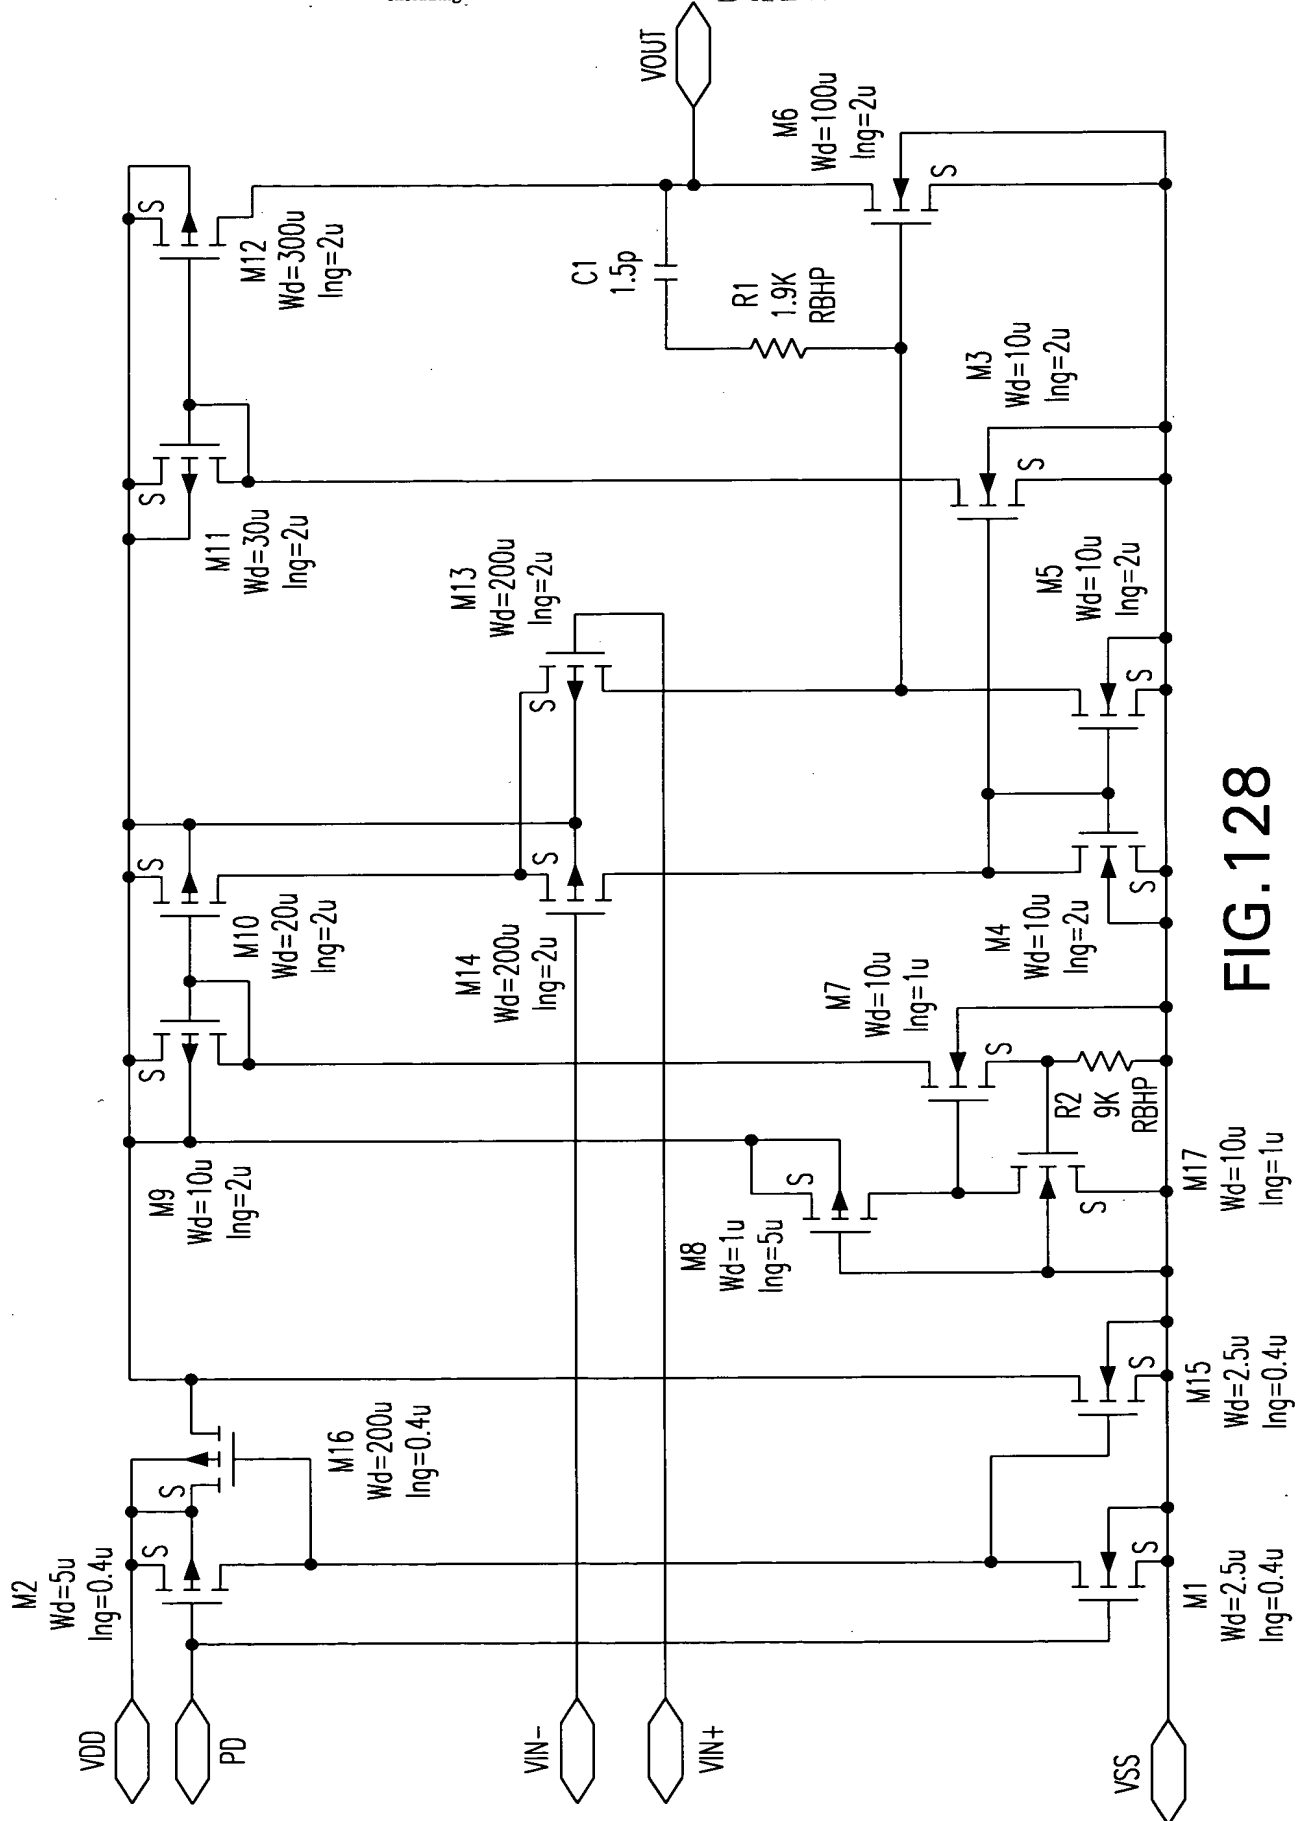 VDD
PD
VIN-
VIN+
VSS
VOUT
M2
Wd=5u
lng=0.4u
S
M16
Wd=200u
lng=0.4u
S
M1
Wd=2.5u
lng=0.4u
S
M15
Wd=2.5u
lng=0.4u
S
M9
Wd=10u
lng=2u
S
M10
Wd=20u
lng=2u
S
M8
Wd=1u
lng=5u
S
M7
Wd=10u
lng=1u
S
R2
9K
RBHP
M17
Wd=10u
lng=1u
S
M14
Wd=200u
lng=2u
S
M13
Wd=200u
lng=2u
S
M4
Wd=10u
lng=2u
S
M5
Wd=10u
lng=2u
S
M11
Wd=30u
lng=2u
S
M12
Wd=300u
lng=2u
S
M3
Wd=10u
lng=2u
S
C1
1.5p
R1
1.9K
RBHP
M6
Wd=100u
lng=2u
S
FIG.128